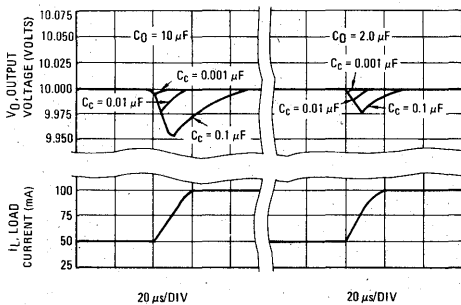 VO, OUTPUT
VOLTAGE (VOLTS)
10.075
10.050
10.025
10.000
9.975
9.950
CO = 10 μF
CC = 0.001 μF
CC = 0.01 μF
CC = 0.1 μF
CO = 2.0 μF
CC = 0.001 μF
CC = 0.01 μF
CC = 0.1 μF
IL, LOAD
CURRENT (mA)
100
75
50
25
20 μs/DIV
20 μs/DIV